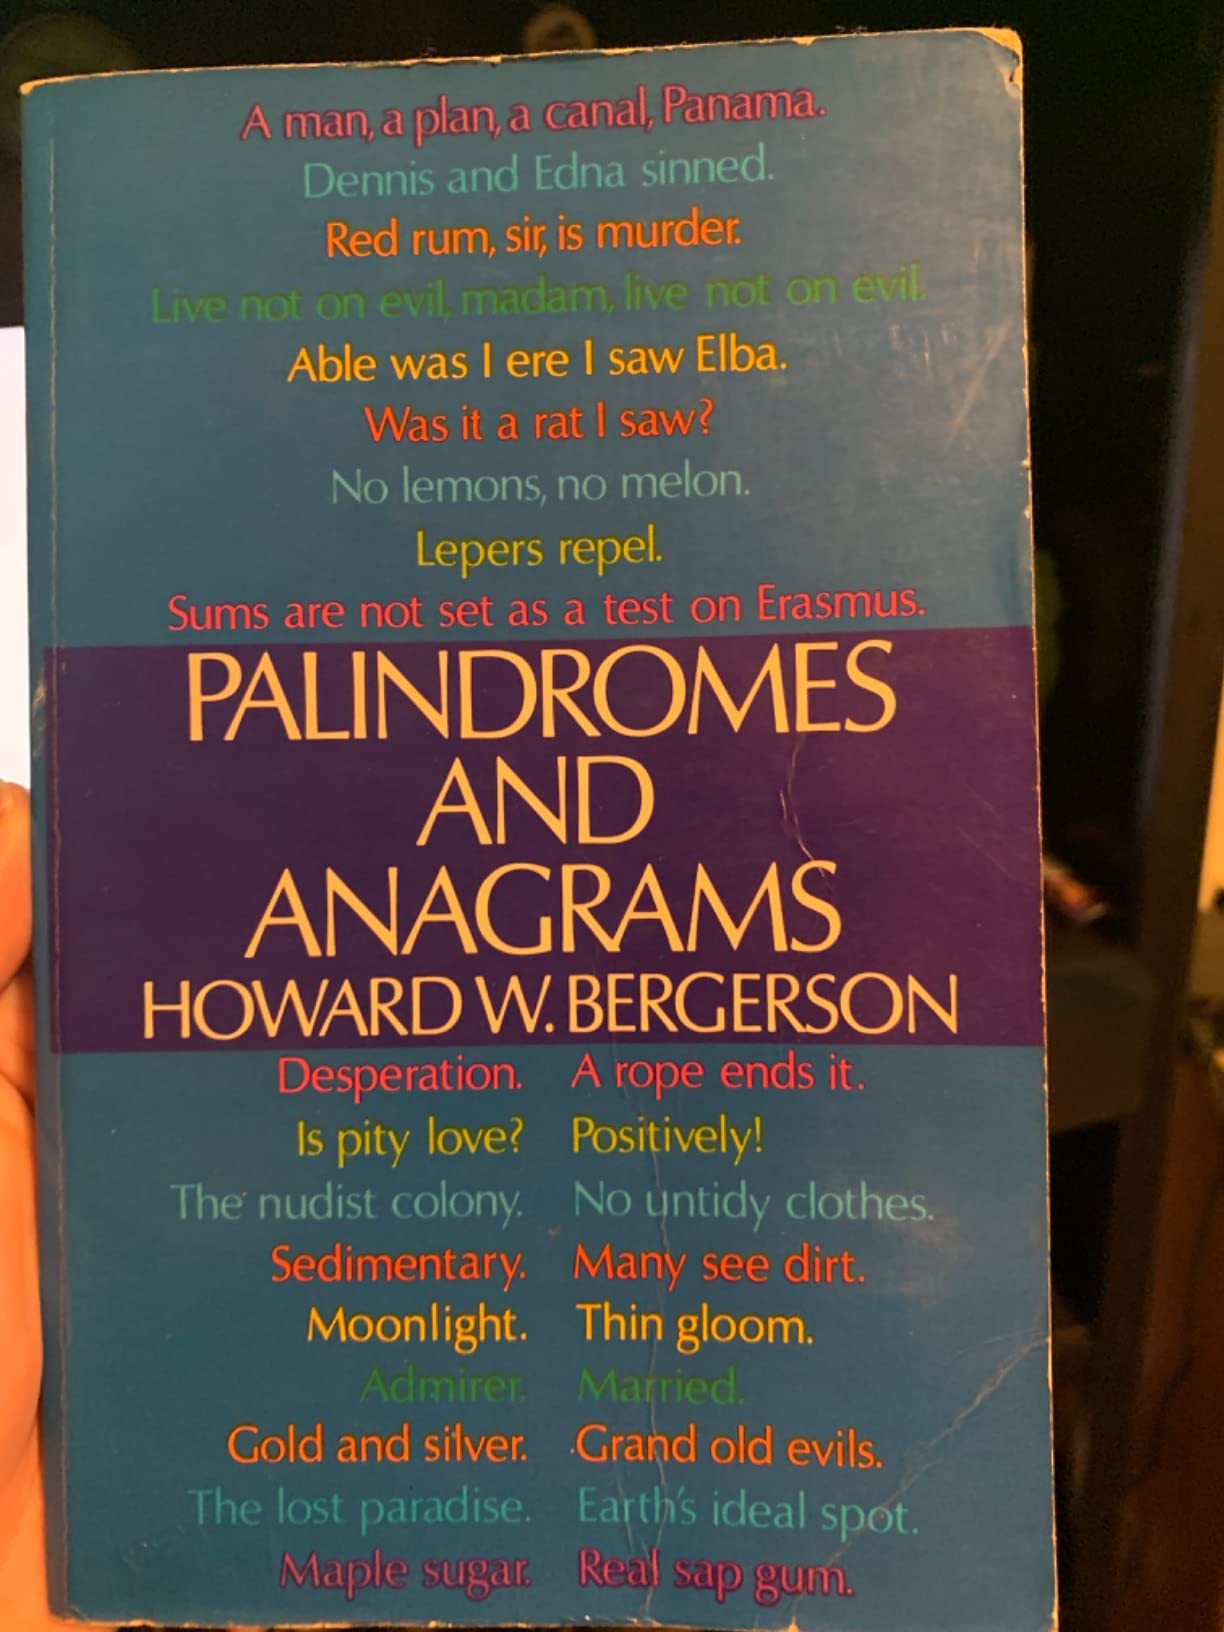 A man, a plan, a canal, Panama.
Dennis and Edna sinned.
Red rum, sir, is murder.
Live not on evil, madam, live not on evil.
Able was I ere I saw Elba.
Was it a rat I saw?
No lemons, no melon.
Lepers repel.
Sums are not set as a test on Erasmus.
PALINDROMES
AND
ANAGRAMS
HOWARD W. BERGERSON
Desperation. A rope ends it.
Is pity love? Positively!
The nudist colony. No untidy clothes.
Sedimentary. Many see dirt.
Moonlight. Thin gloom.
Admirer. Married.
Gold and silver. Grand old evils.
The lost paradise. Earth's ideal spot.
Maple sugar. Real sap gum.